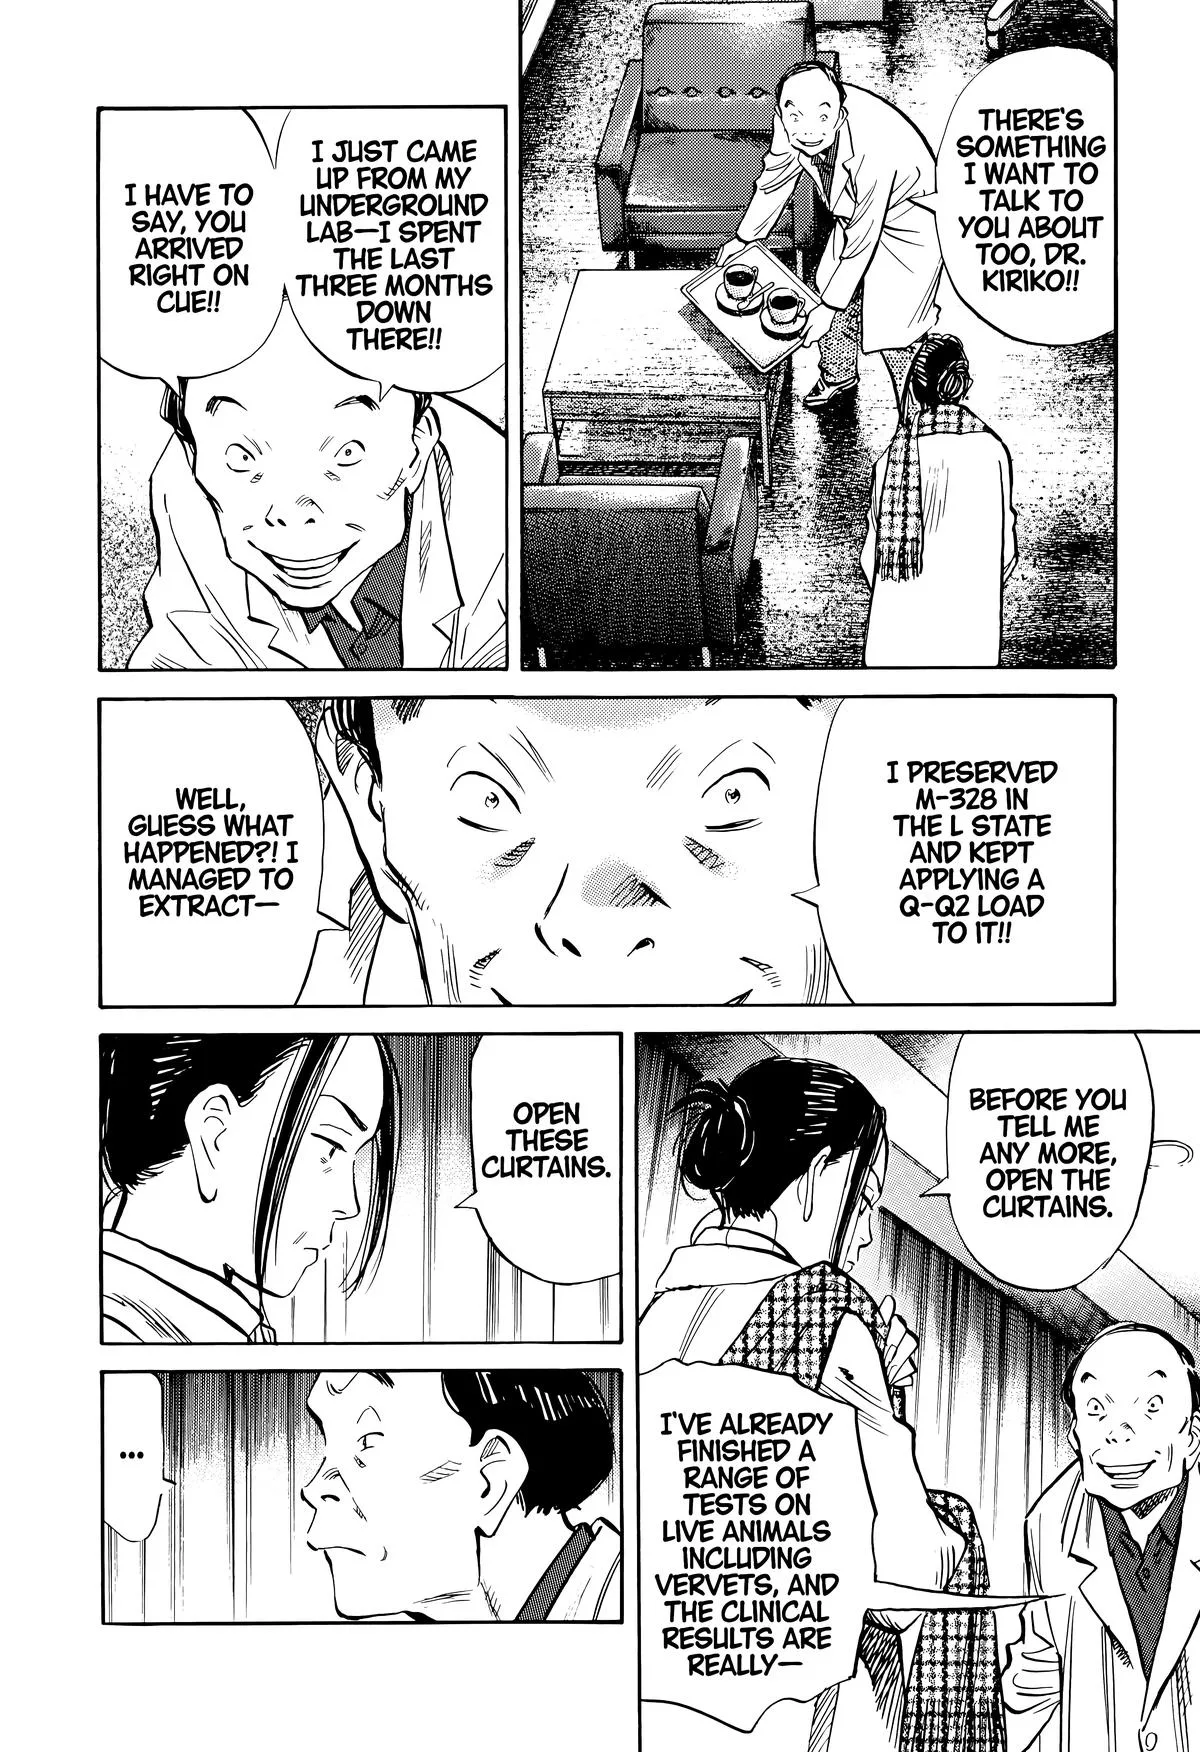 THERE'S
SOMETHING
I WANT TO
TALK TO
YOU ABOUT
TOO, DR.
KIRIKO!!
I JUST CAME
UP FROM MY
UNDERGROUND
LAB—I SPENT
THE LAST
THREE MONTHS
DOWN
THERE!!
I HAVE TO
SAY, YOU
ARRIVED
RIGHT ON
CUE!!
I PRESERVED
M-328 IN
THE L STATE
AND KEPT
APPLYING A
Q-Q2 LOAD
TO IT!!
WELL,
GUESS WHAT
HAPPENED?! I
MANAGED TO
EXTRACT—
BEFORE YOU
TELL ME
ANY MORE,
OPEN THE
CURTAINS.
I'VE ALREADY
FINISHED A
RANGE OF
TESTS ON
LIVE ANIMALS
INCLUDING
VERVETS, AND
THE CLINICAL
RESULTS ARE
REALLY—
OPEN
THESE
CURTAINS.
...